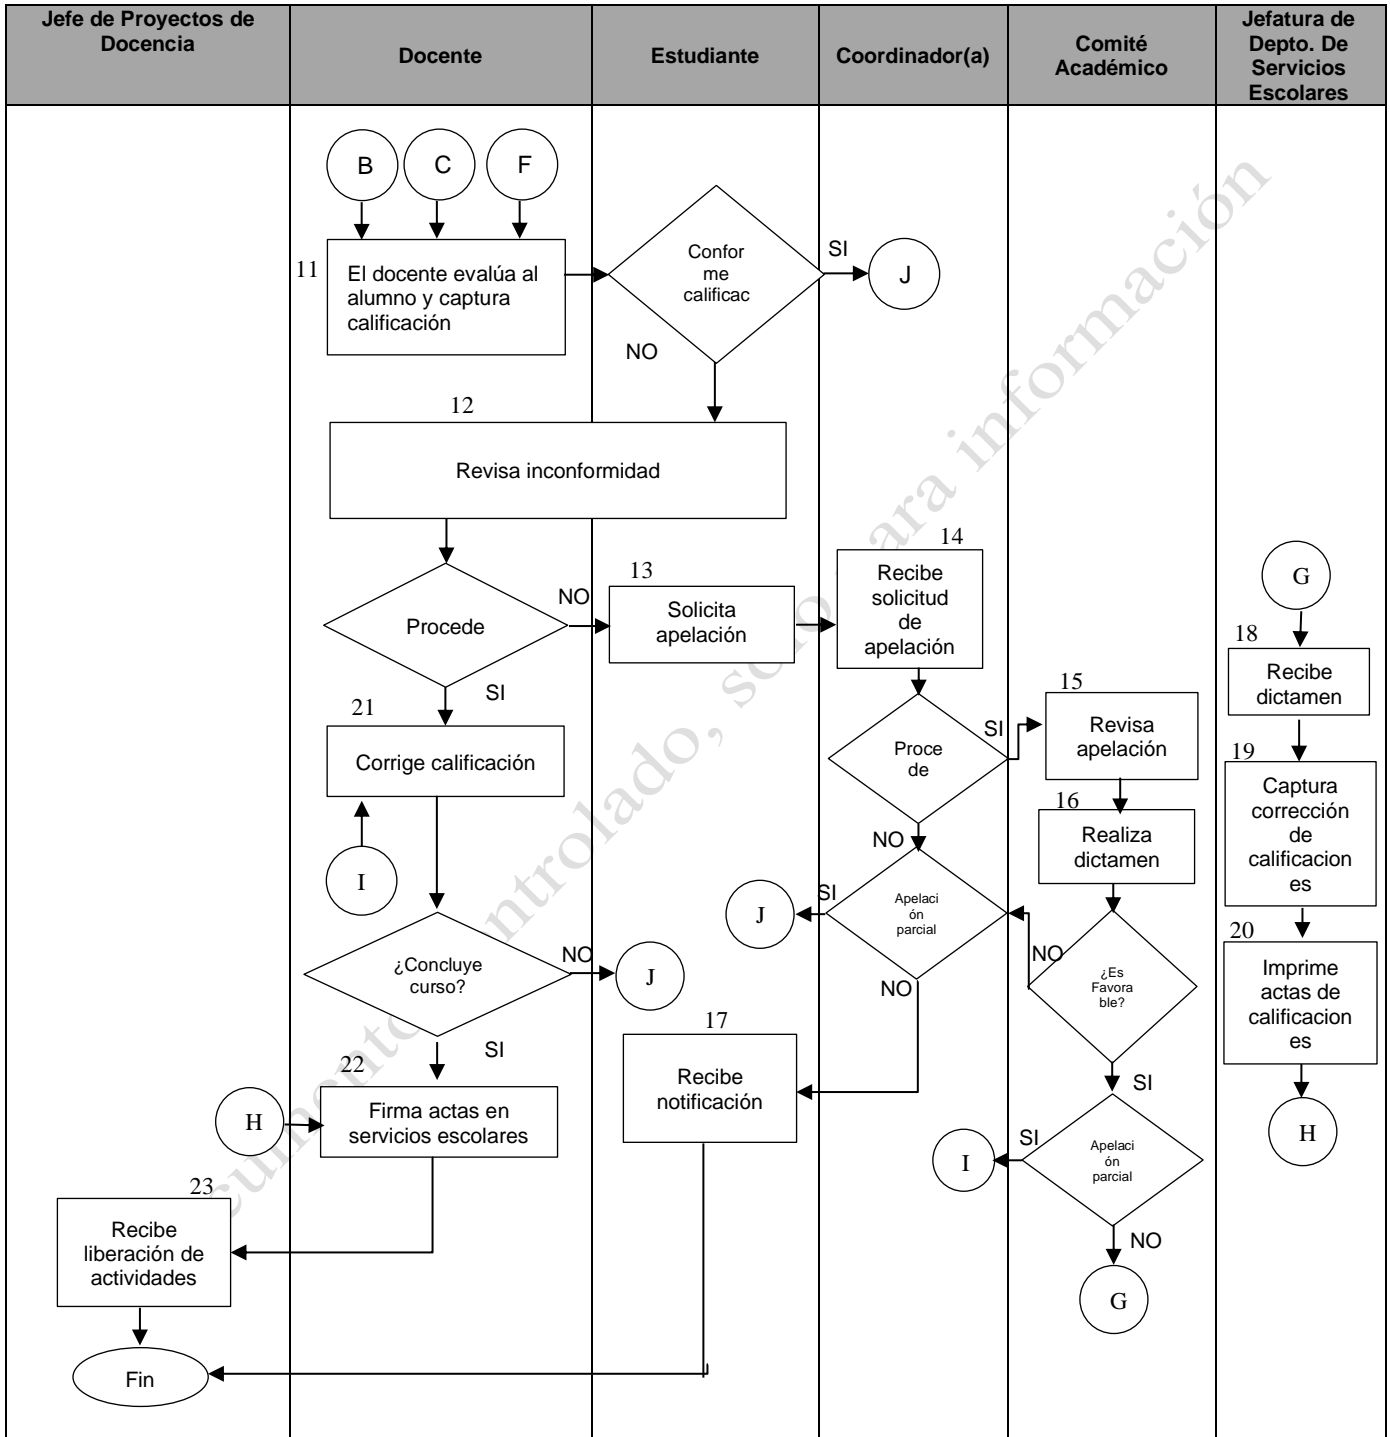 Jefe de Proyectos de
Docencia
Docente
Estudiante
Coordinador(a)
Comité
Académico
Jefatura de
Depto. De
Servicios
Escolares
B
C
F
11
El docente evalúa al
alumno y captura
calificación
Confor
me
calificac
SI
J
NO
12
Revisa inconformidad
Procede
NO
13
Solicita
apelación
14
Recibe
solicitud
de
apelación
G
18
Recibe
dictamen
SI
21
Corrige calificación
I
Proce
de
SI
15
Revisa
apelación
19
Captura
corrección
de
calificacion
es
16
Realiza
dictamen
NO
Apelaci
ón
parcial
SI
J
NO
¿Concluye
curso?
NO
J
SI
¿Es
Favora
ble?
NO
SI
20
Imprime
actas de
calificacion
es
H
17
Recibe
notificación
22
Firma actas en
servicios escolares
H
Apelaci
ón
parcial
SI
I
NO
G
23
Recibe
liberación de
actividades
Fin
cumento
ntrolado, solo
ara información